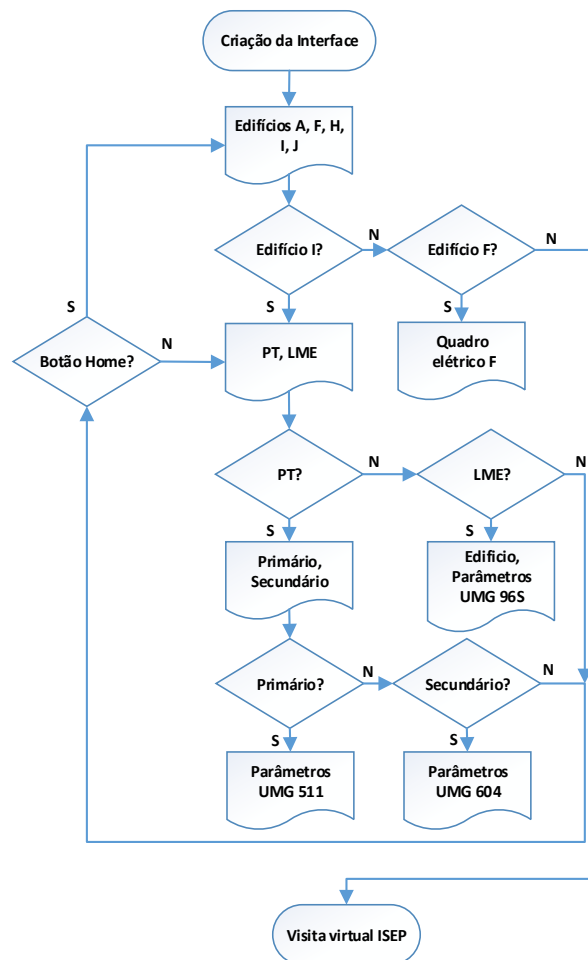 Criação da Interface
Edifícios A, F, H,
I, J
Edifício I?
N
Edifício F?
N
S
S
S
Botão Home?
N
PT, LME
Quadro
elétrico F
PT?
N
LME?
N
S
S
Primário,
Secundário
Edificio,
Parâmetros
UMG 96S
Primário?
N
Secundário?
N
S
S
Parâmetros
UMG 511
Parâmetros
UMG 604
Visita virtual ISEP